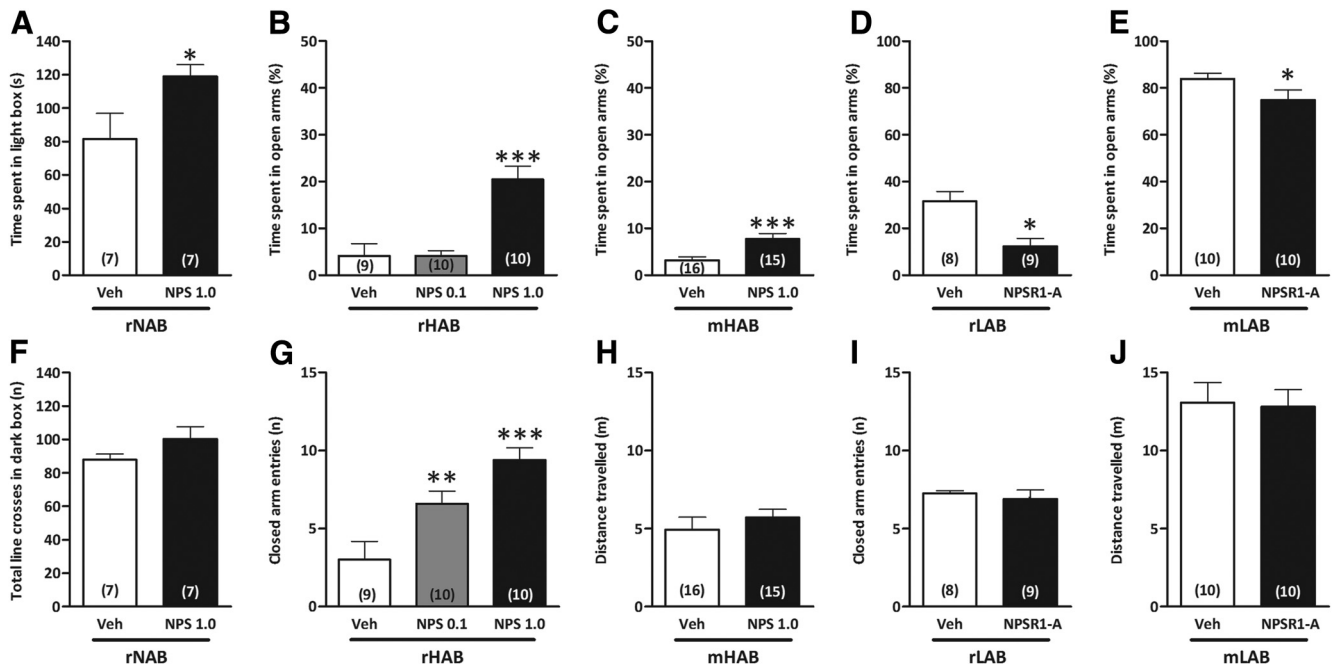 A
Time spent in light box (s)
140
120
100
80
60
40
20
0
*
(7)
(7)
Veh
NPS 1.0
rNAB
B
Time spent in open arms (%)
50
40
30
20
10
0
***
(9)
(10)
(10)
Veh
NPS 0.1
NPS 1.0
rHAB
C
Time spent in open arms (%)
50
40
30
20
10
0
***
(16)
(15)
Veh
NPS 1.0
mHAB
D
Time spent in open arms (%)
100
80
60
40
20
0
*
(8)
(9)
Veh
NPSR1-A
rLAB
E
Time spent in open arms (%)
100
80
60
40
20
0
*
(10)
(10)
Veh
NPSR1-A
mLAB
F
Total line crosses in dark box (n)
140
120
100
80
60
40
20
0
(7)
(7)
Veh
NPS 1.0
rNAB
G
Closed arm entries (n)
15
10
5
0
**
***
(9)
(10)
(10)
Veh
NPS 0.1
NPS 1.0
rHAB
H
Distance travelled (m)
15
10
5
0
(16)
(15)
Veh
NPS 1.0
mHAB
I
Closed arm entries (n)
15
10
5
0
(8)
(9)
Veh
NPSR1-A
rLAB
J
Distance travelled (m)
15
10
5
0
(10)
(10)
Veh
NPSR1-A
mLAB